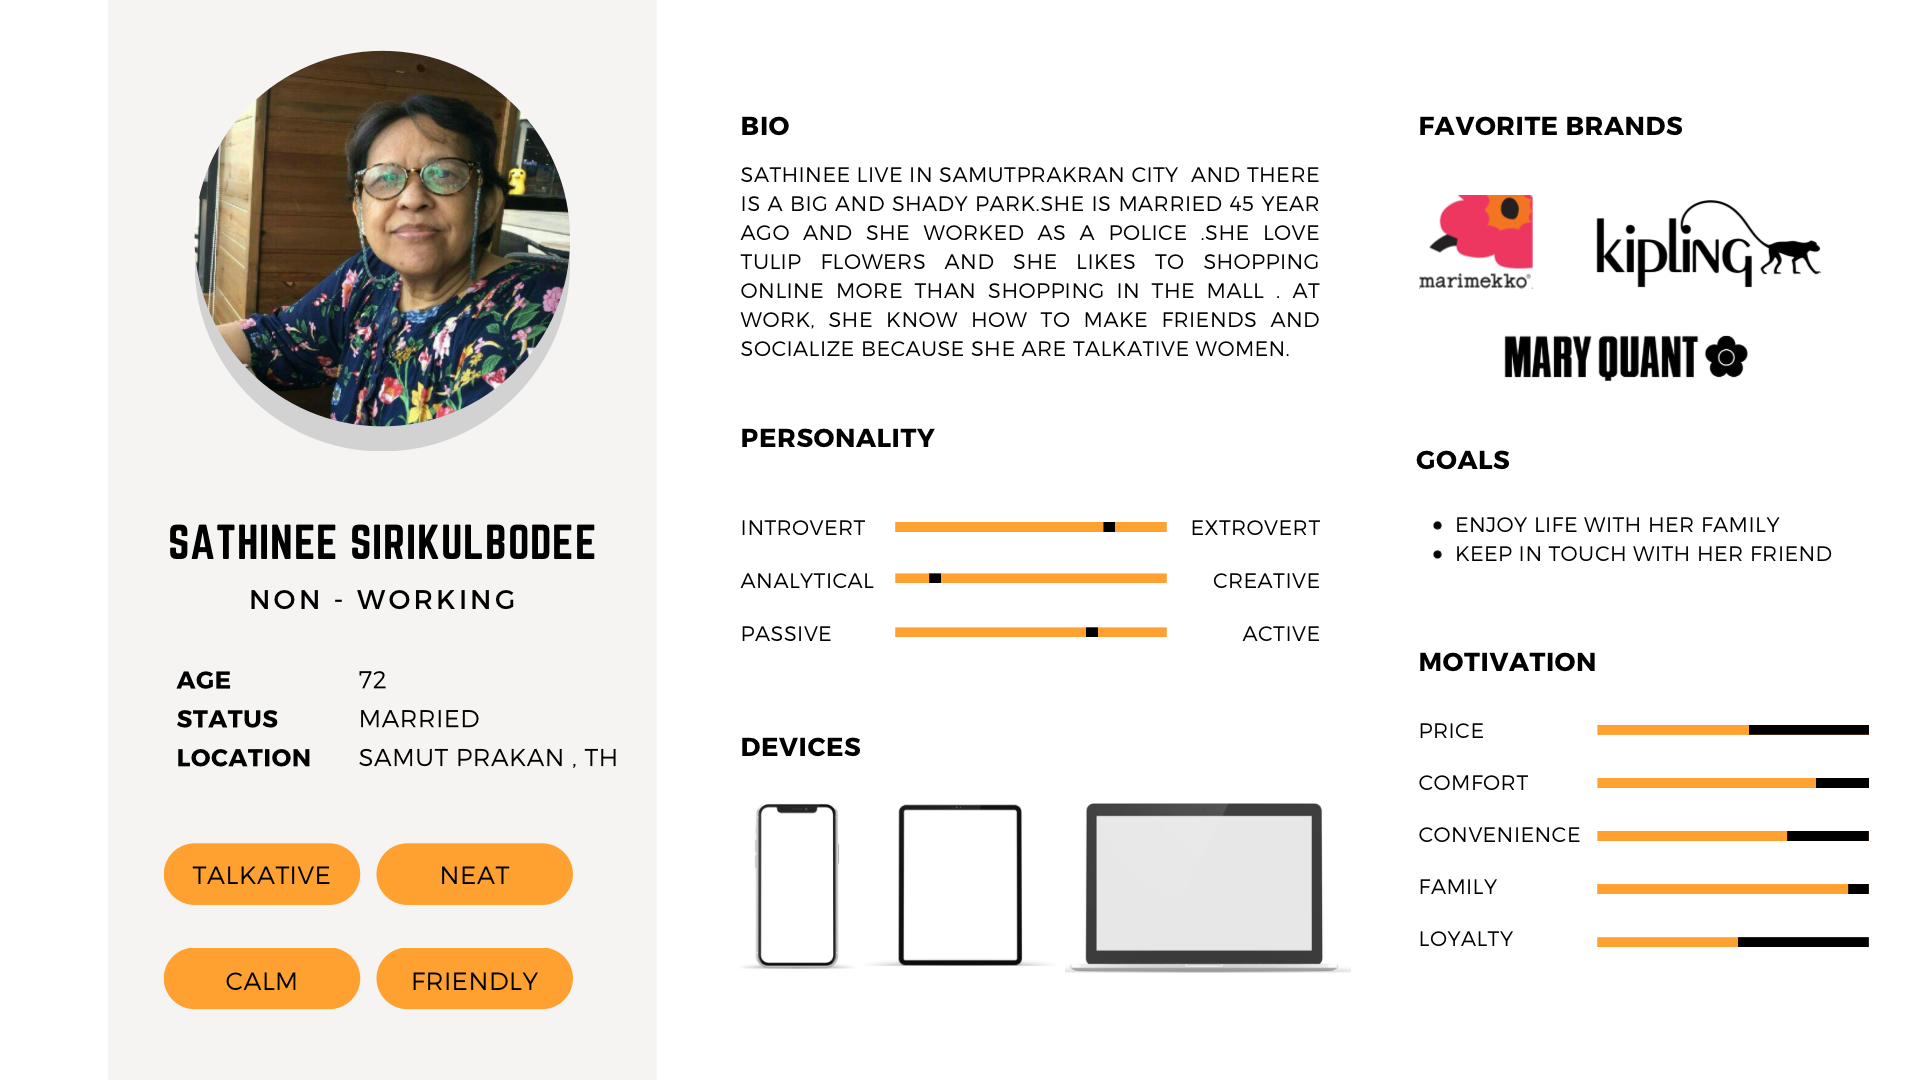 SATHINEE SIRIKULBODEE
NON - WORKING
AGE 72
STATUS MARRIED
LOCATION SAMUT PRAKAN , TH
TALKATIVE NEAT
CALM FRIENDLY
BIO
SATHINEE LIVE IN SAMUTPRAKRAN CITY AND THERE
IS A BIG AND SHADY PARK.SHE IS MARRIED 45 YEAR
AGO AND SHE WORKED AS A POLICE .SHE LOVE
TULIP FLOWERS AND SHE LIKES TO SHOPPING
ONLINE MORE THAN SHOPPING IN THE MALL . AT
WORK, SHE KNOW HOW TO MAKE FRIENDS AND
SOCIALIZE BECAUSE SHE ARE TALKATIVE WOMEN.
PERSONALITY
INTROVERT EXTROVERT
ANALYTICAL CREATIVE
PASSIVE ACTIVE
DEVICES
FAVORITE BRANDS
marimekko®
kipling
MARY QUANT
GOALS
• ENJOY LIFE WITH HER FAMILY
• KEEP IN TOUCH WITH HER FRIEND
MOTIVATION
PRICE
COMFORT
CONVENIENCE
FAMILY
LOYALTY